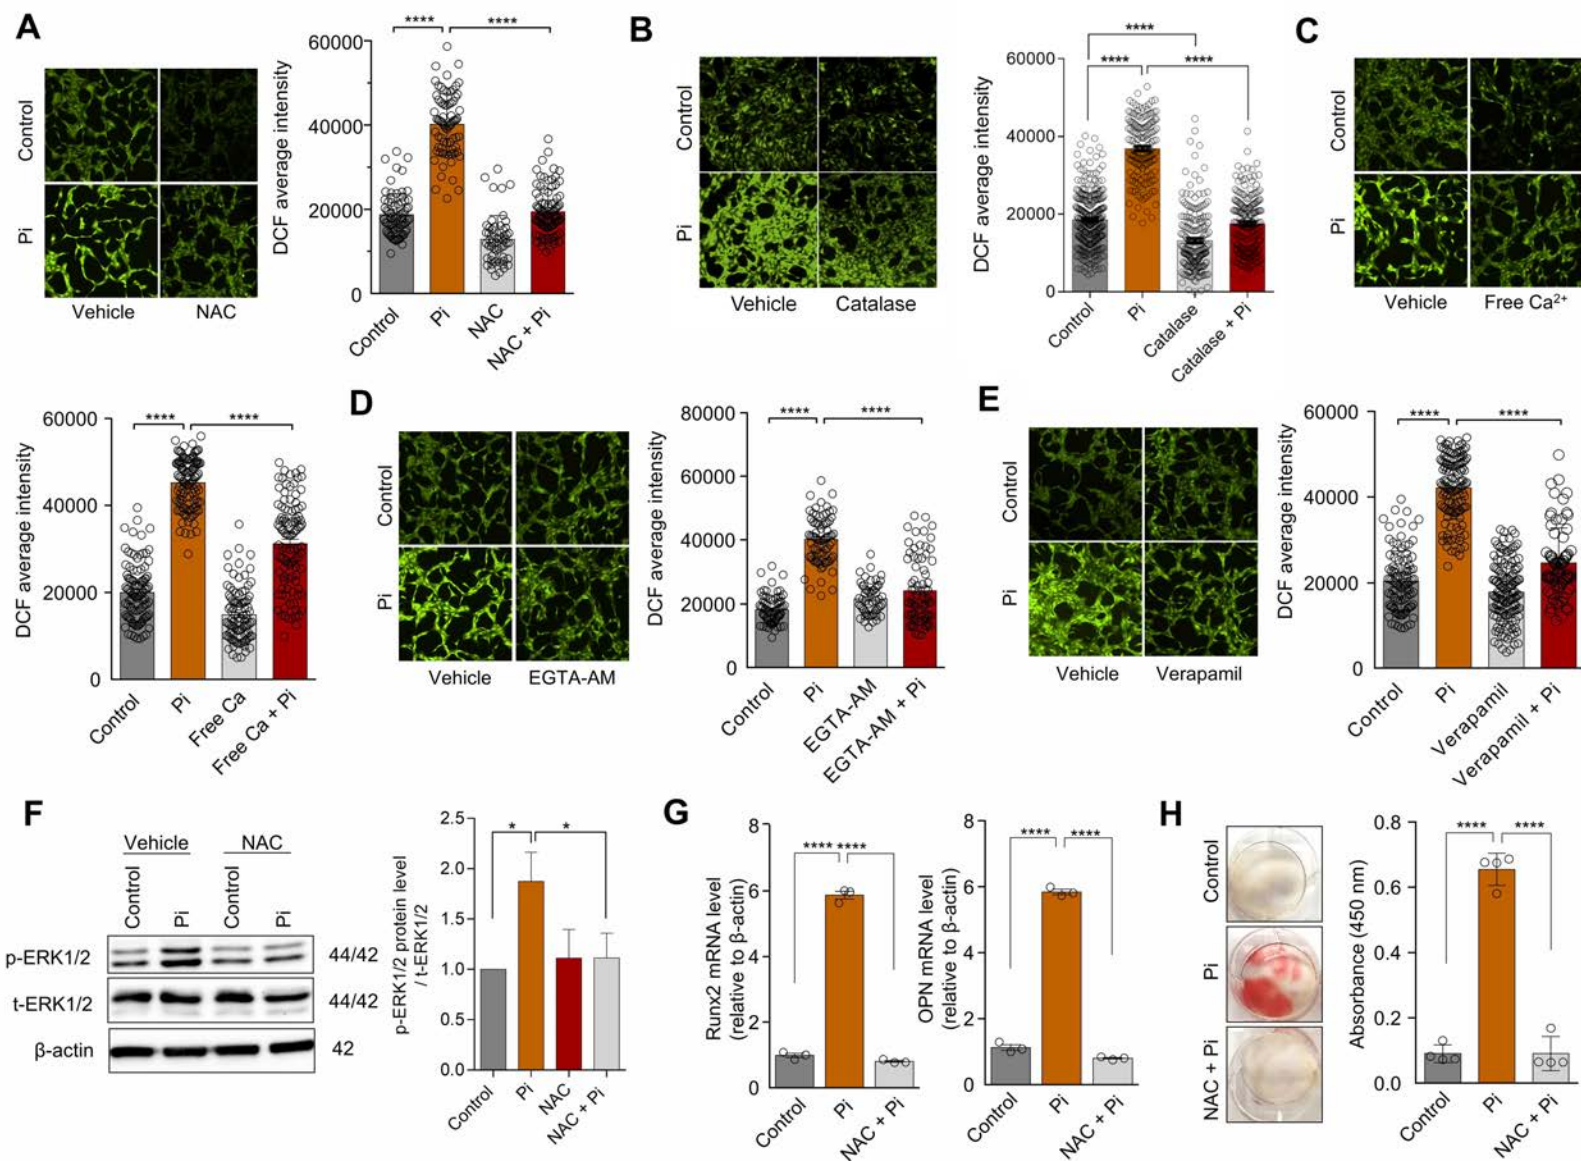 A
Control
Pi
Vehicle NAC
DCF average intensity
60000
40000
20000
0
**** ****
Control Pi NAC NAC + Pi
B
Control
Pi
Vehicle Catalase
DCF average intensity
60000
40000
20000
0
****
**** ****
Control Pi Catalase Catalase + Pi
C
Control
Pi
Vehicle Free Ca²⁺
DCF average intensity
60000
40000
20000
0
**** ****
Control Pi Free Ca Free Ca + Pi
D
Control
Pi
Vehicle EGTA-AM
DCF average intensity
80000
60000
40000
20000
0
**** ****
Control Pi EGTA-AM EGTA-AM + Pi
E
Control
Pi
Vehicle Verapamil
DCF average intensity
60000
40000
20000
0
**** ****
Control Pi Verapamil Verapamil + Pi
F
Vehicle NAC
Control Pi Control Pi
p-ERK1/2 44/42
t-ERK1/2 44/42
β-actin 42
p-ERK1/2 protein level
/ t-ERK1/2
2.5
2.0
1.5
1.0
0.5
0.0
* *
Control Pi NAC NAC + Pi
G
Runx2 mRNA level
(relative to β-actin)
8
6
4
2
0
**** ****
Control Pi NAC + Pi
OPN mRNA level
(relative to β-actin)
8
6
4
2
0
**** ****
Control Pi NAC + Pi
H
Control
Pi
NAC + Pi
Absorbance (450 nm)
0.8
0.6
0.4
0.2
0.0
**** ****
Control Pi NAC + Pi